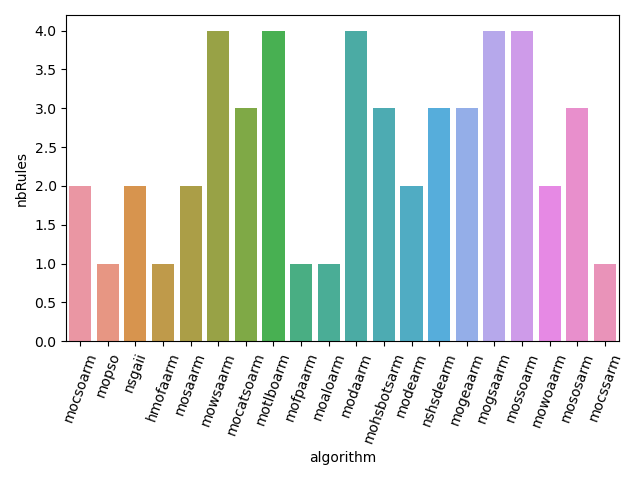 nbRules
4.0
3.5
3.0
2.5
2.0
1.5
1.0
0.5
0.0
mocsoarm
mopso
nsgaii
hmofaarm
mosaarm
mowsaarm
mocatsoarm
motlboarm
mofpaarm
moaloarm
modaarm
mohsbotsarm
modearm
nshsdearm
mogeaarm
mogsaarm
mossoarm
mowoaarm
mososarm
mocssarm
algorithm